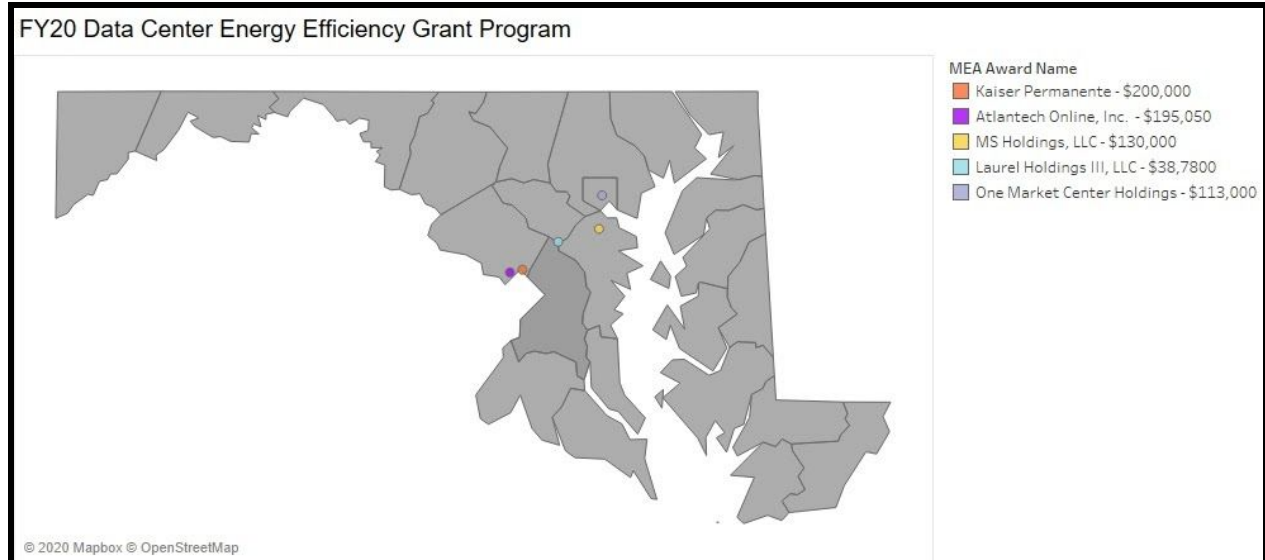 FY20 Data Center Energy Efficiency Grant Program
MEA Award Name
Kaiser Permanente - $200,000
Atlantech Online, Inc. - $195,050
MS Holdings, LLC - $130,000
Laurel Holdings III, LLC - $38,7800
One Market Center Holdings - $113,000
© 2020 Mapbox © OpenStreetMap